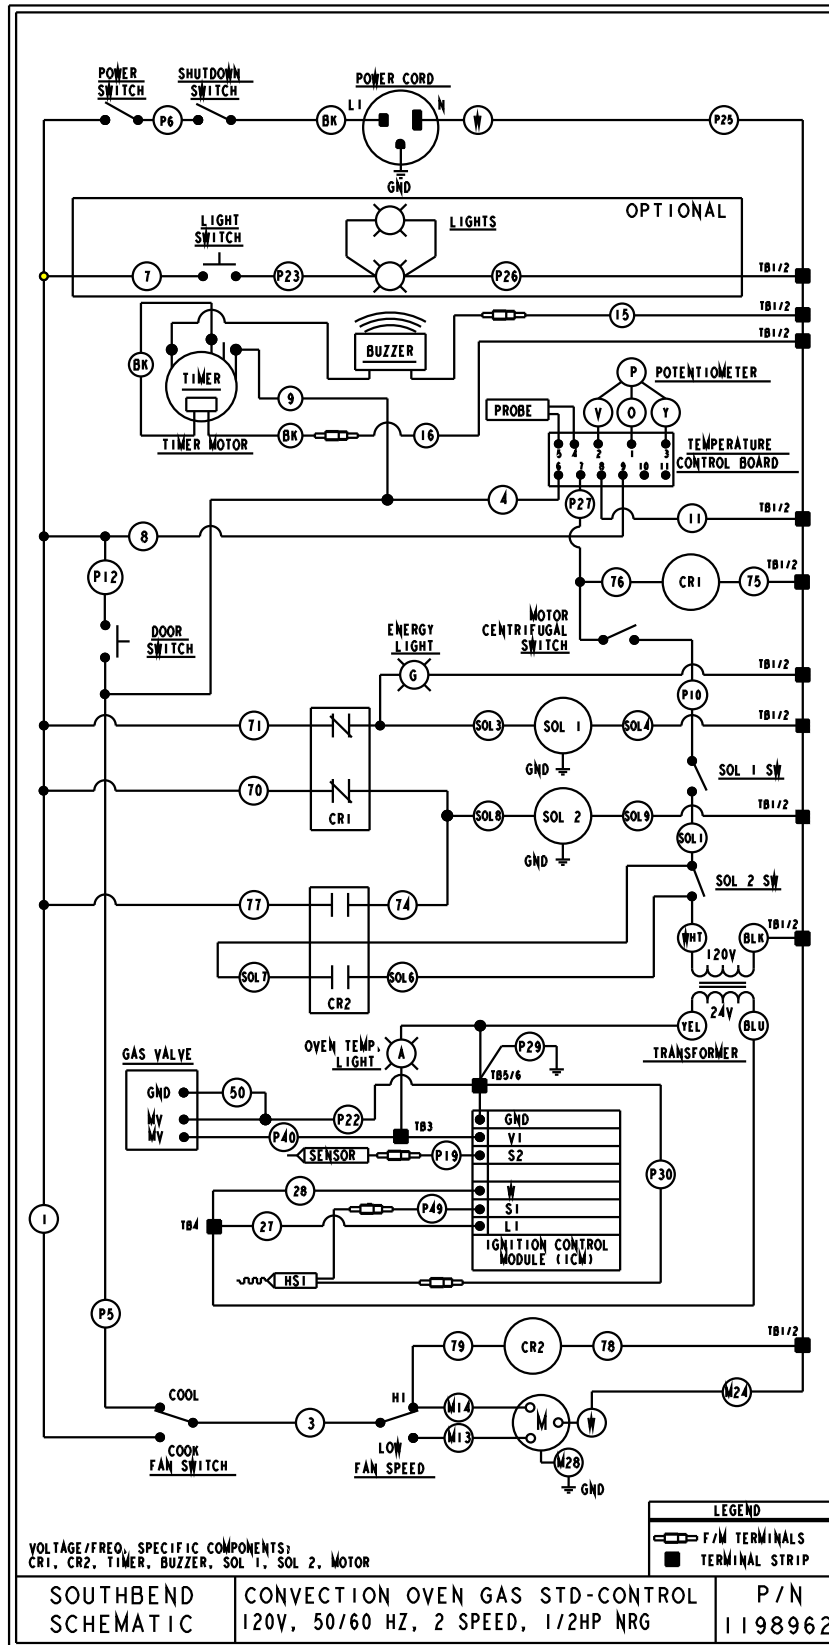 POWER SWITCH
SHUTDOWN SWITCH
POWER CORD
P6
BK
L1
N
W
P25
GND
OPTIONAL
LIGHT SWITCH
LIGHTS
7
P23
P26
TB1/2
TB1/2
15
TB1/2
BUZZER
BK
TIMER
TIMER MOTOR
9
BK
16
P
POTENTIOMETER
PROBE
V
O
Y
5 4 2 1 3
6 7 8 9 10 11
TEMPERATURE
CONTROL BOARD
4
P27
11
TB1/2
8
P12
76
CR1
75
TB1/2
DOOR
SWITCH
ENERGY
LIGHT
G
MOTOR
CENTRIFUGAL
SWITCH
TB1/2
P10
71
SOL3
SOL 1
SOL4
TB1/2
GND
SOL 1 SW
70
CR1
SOL8
SOL 2
SOL9
TB1/2
GND
SOL1
77
74
SOL 2 SW
WHT
BLK
TB1/2
120V
SOL7
SOL6
CR2
24V
YEL
BLU
TRANSFORMER
OVEN TEMP.
LIGHT
A
P29
TB5/6
GAS VALVE
GND
MV
MV
50
P22
P40
TB3
SENSOR
P19
GND
V1
S2
W
S1
L1
IGNITION CONTROL
MODULE (ICM)
P30
28
P49
27
TB4
HSI
1
P5
79
CR2
78
TB1/2
COOL
COOK
FAN SWITCH
3
HI
LOW
FAN SPEED
M14
M13
M
W
M24
M28
GND
LEGEND
F/M TERMINALS
TERMINAL STRIP
VOLTAGE/FREQ. SPECIFIC COMPONENTS:
CR1, CR2, TIMER, BUZZER, SOL 1, SOL 2, MOTOR
SOUTHBEND
SCHEMATIC
CONVECTION OVEN GAS STD-CONTROL
120V, 50/60 HZ, 2 SPEED, 1/2HP NRG
P/N
1198962